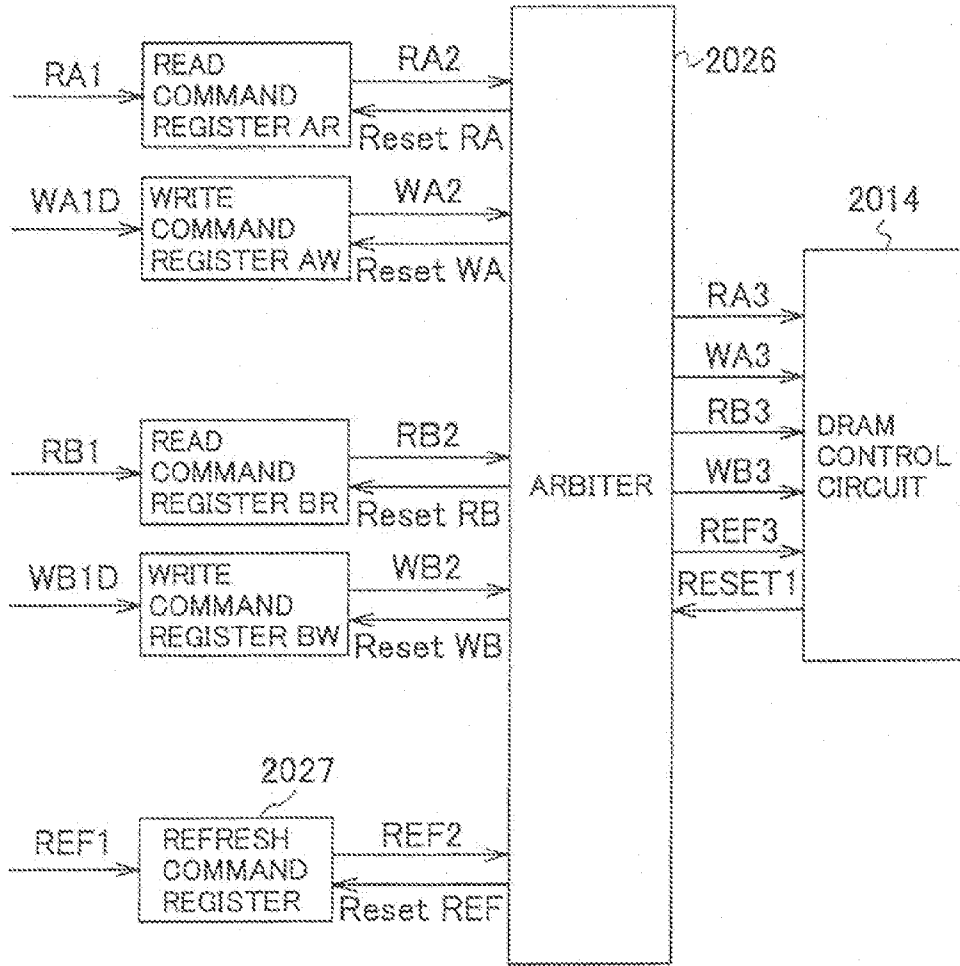 RA1
READ
COMMAND
REGISTER AR
RA2
Reset RA
2026
WA1D
WRITE
COMMAND
REGISTER AW
WA2
Reset WA
2014
RA3
WA3
RB1
READ
COMMAND
REGISTER BR
RB2
Reset RB
ARBITER
RB3
WB3
DRAM
CONTROL
CIRCUIT
REF3
RESET1
WB1D
WRITE
COMMAND
REGISTER BW
WB2
Reset WB
2027
REF1
REFRESH
COMMAND
REGISTER
REF2
Reset REF